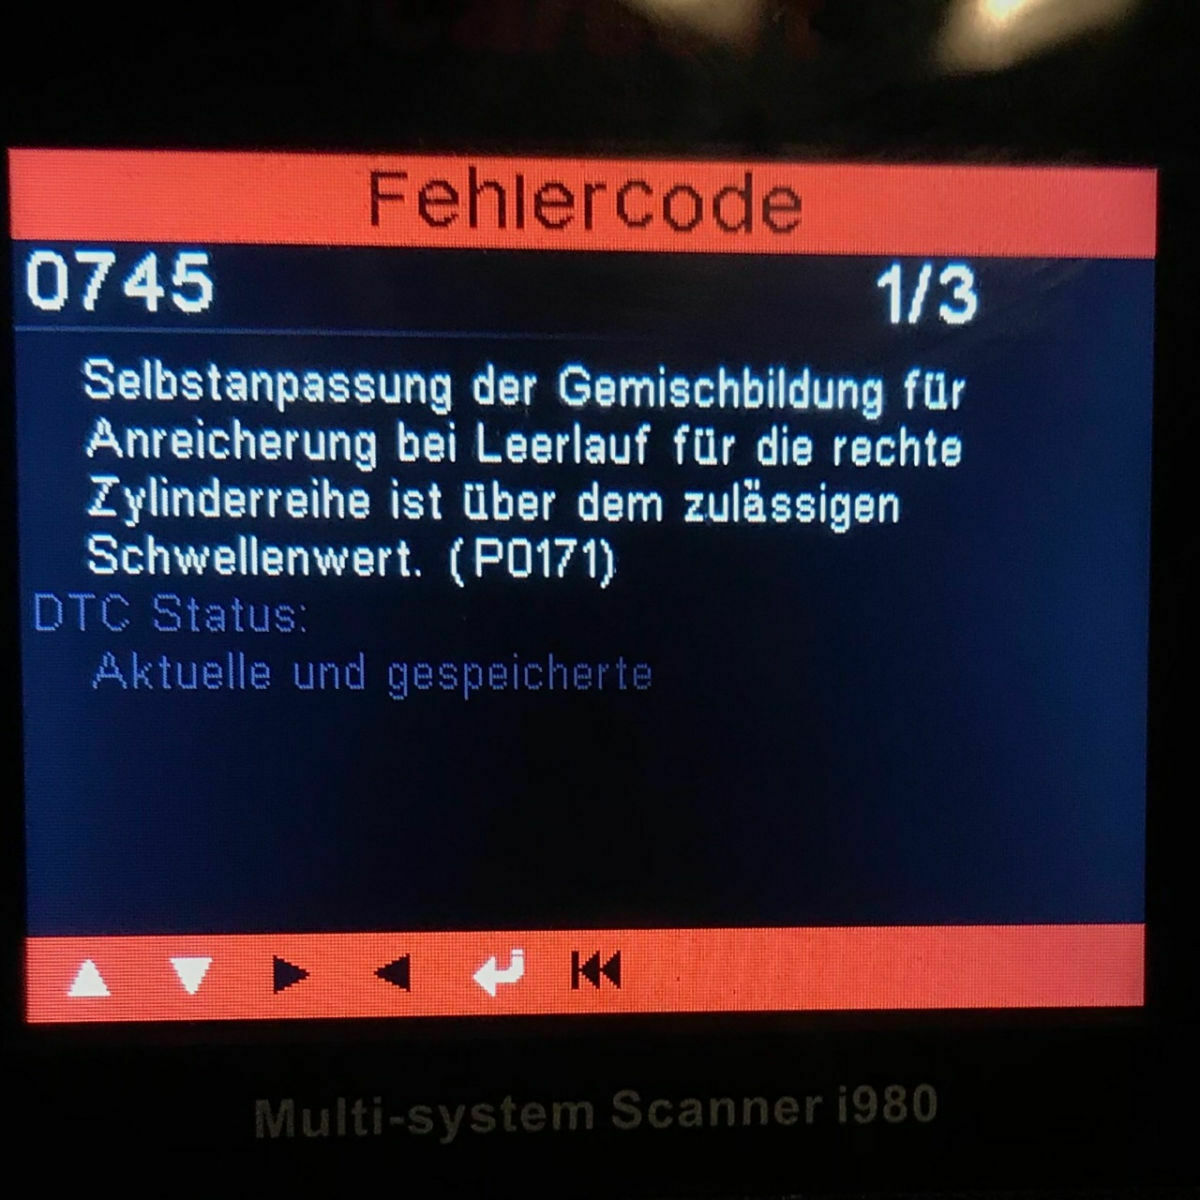 Fehlercode
0745 1/3
Selbstanpassung der Gemischbildung für
Anreicherung bei Leerlauf für die rechte
Zylinderreihe ist über dem zulässigen
Schwellenwert. (P0171)
DTC Status:
Aktuelle und gespeicherte
Multi-system Scanner i980